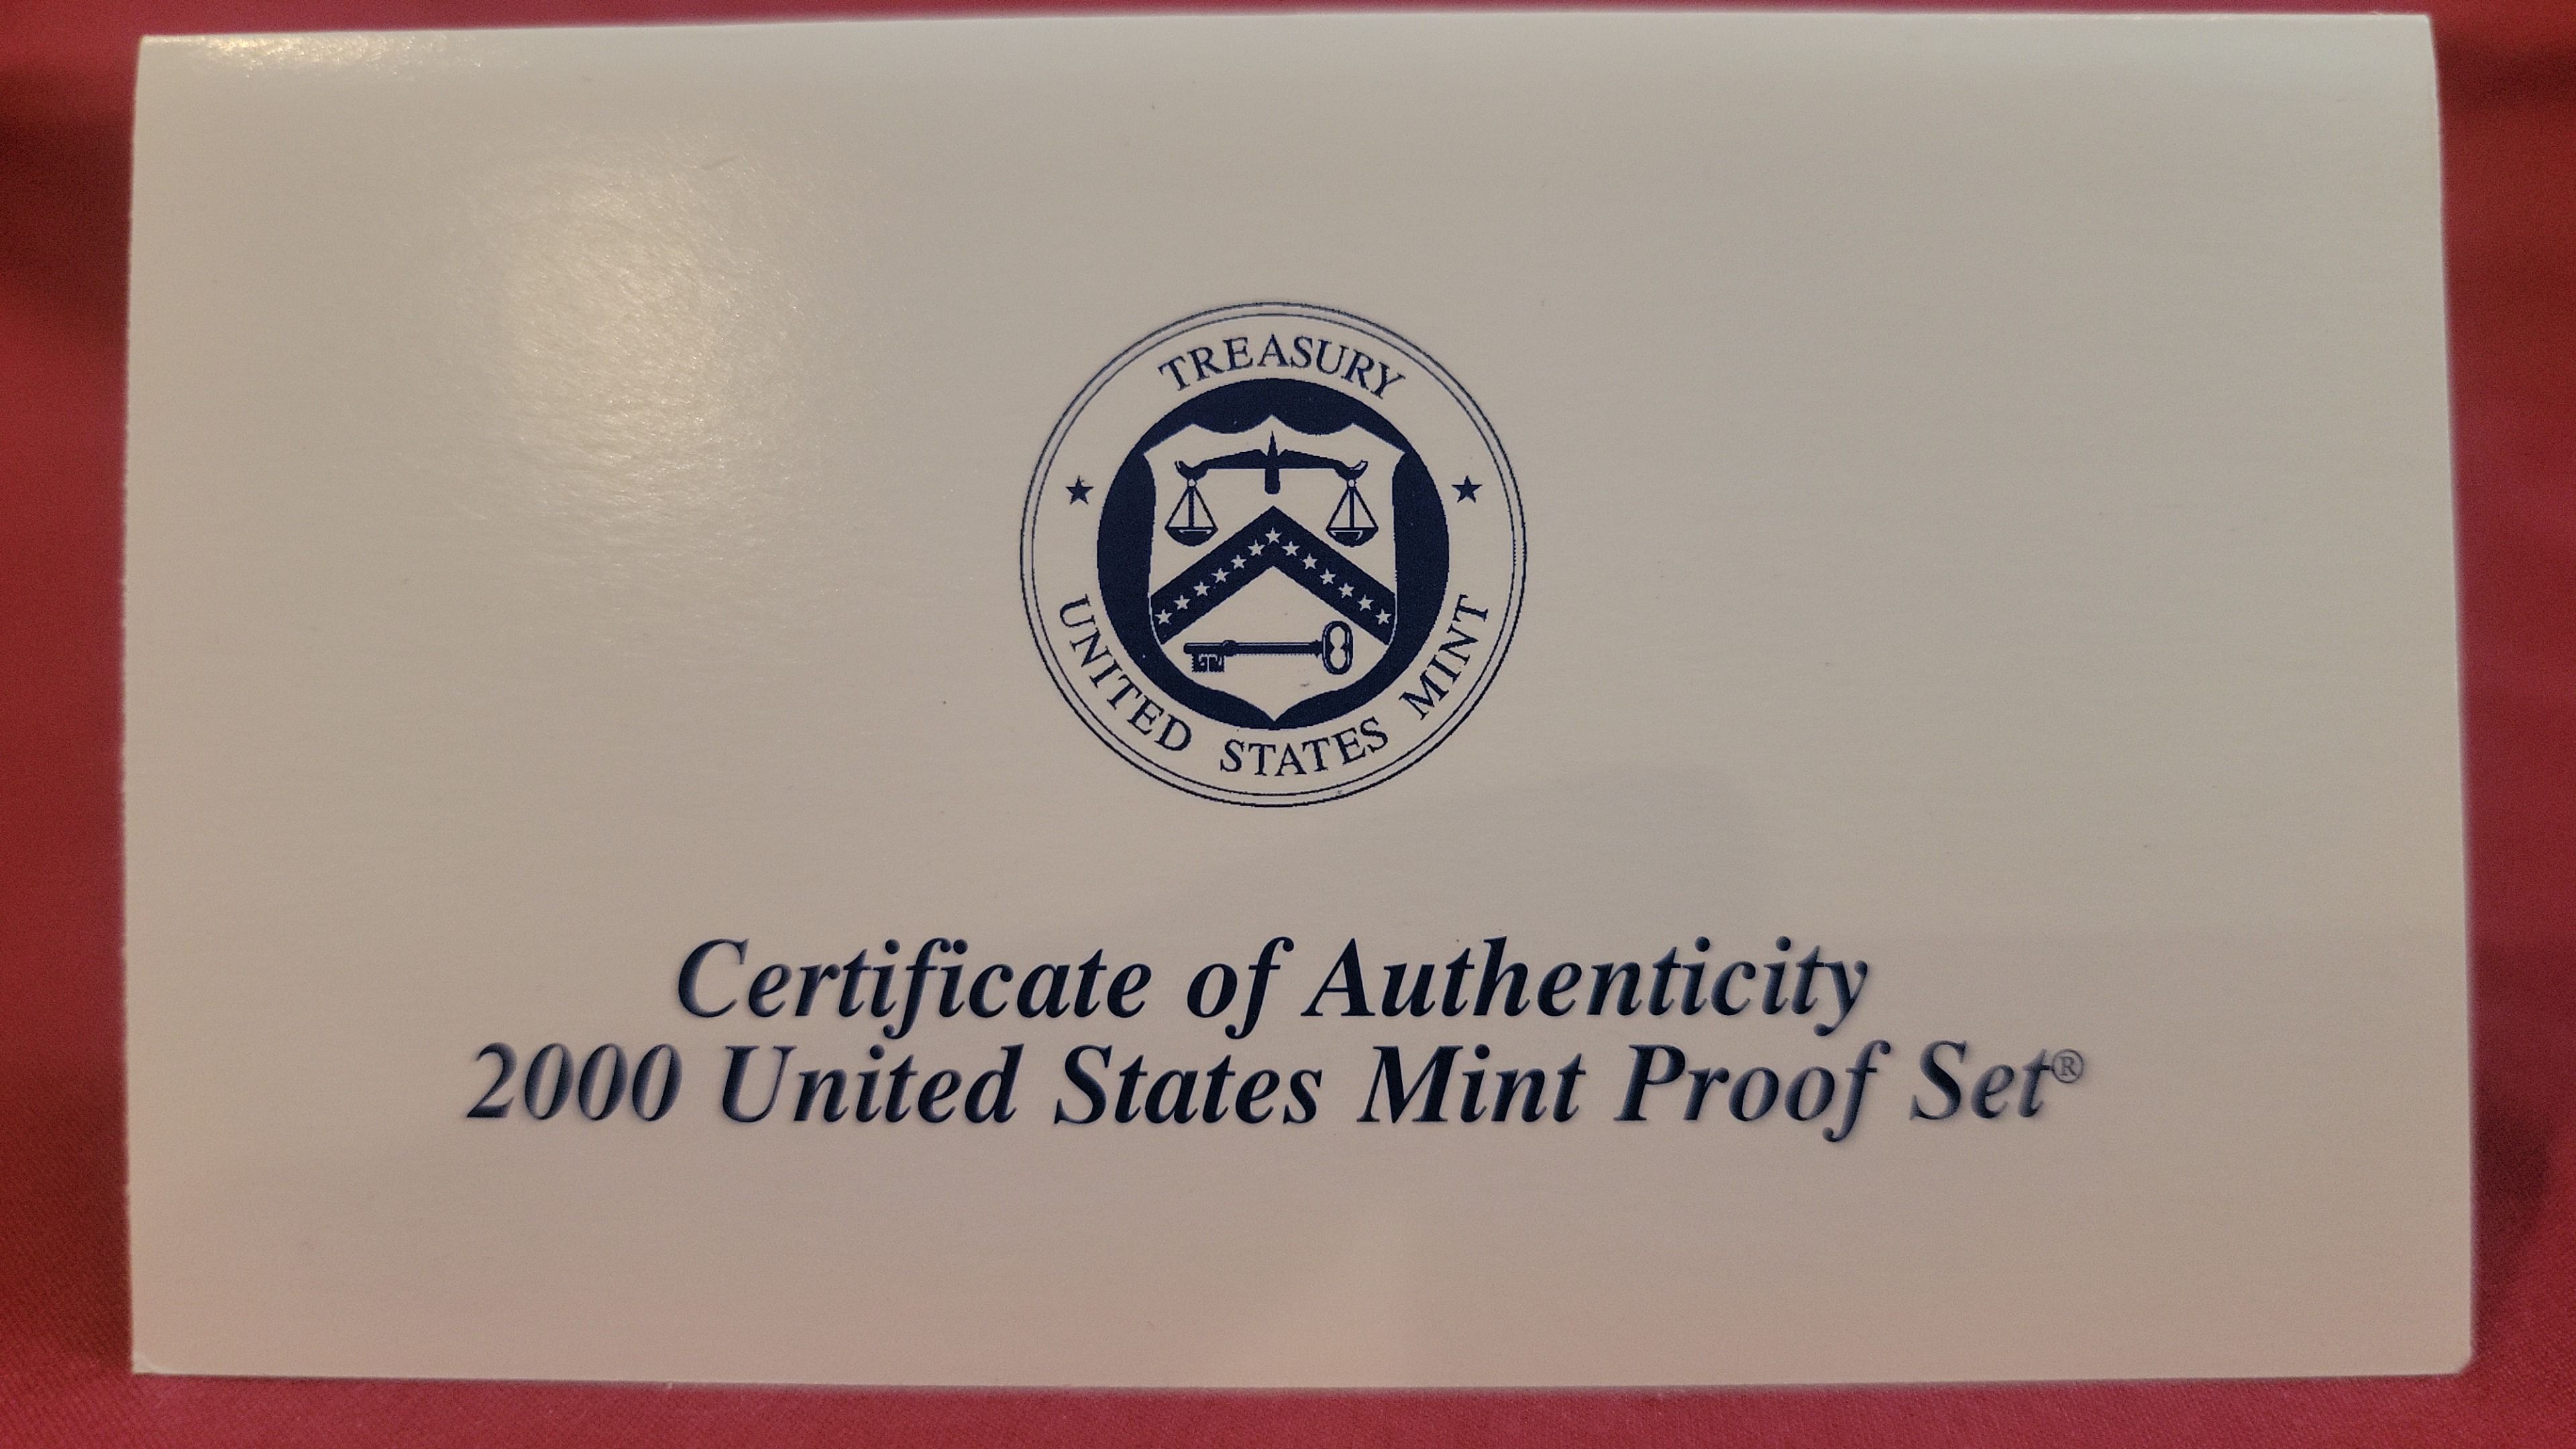 TREASURY
UNITED STATES MINT
Certificate of Authenticity
2000 United States Mint Proof Set®